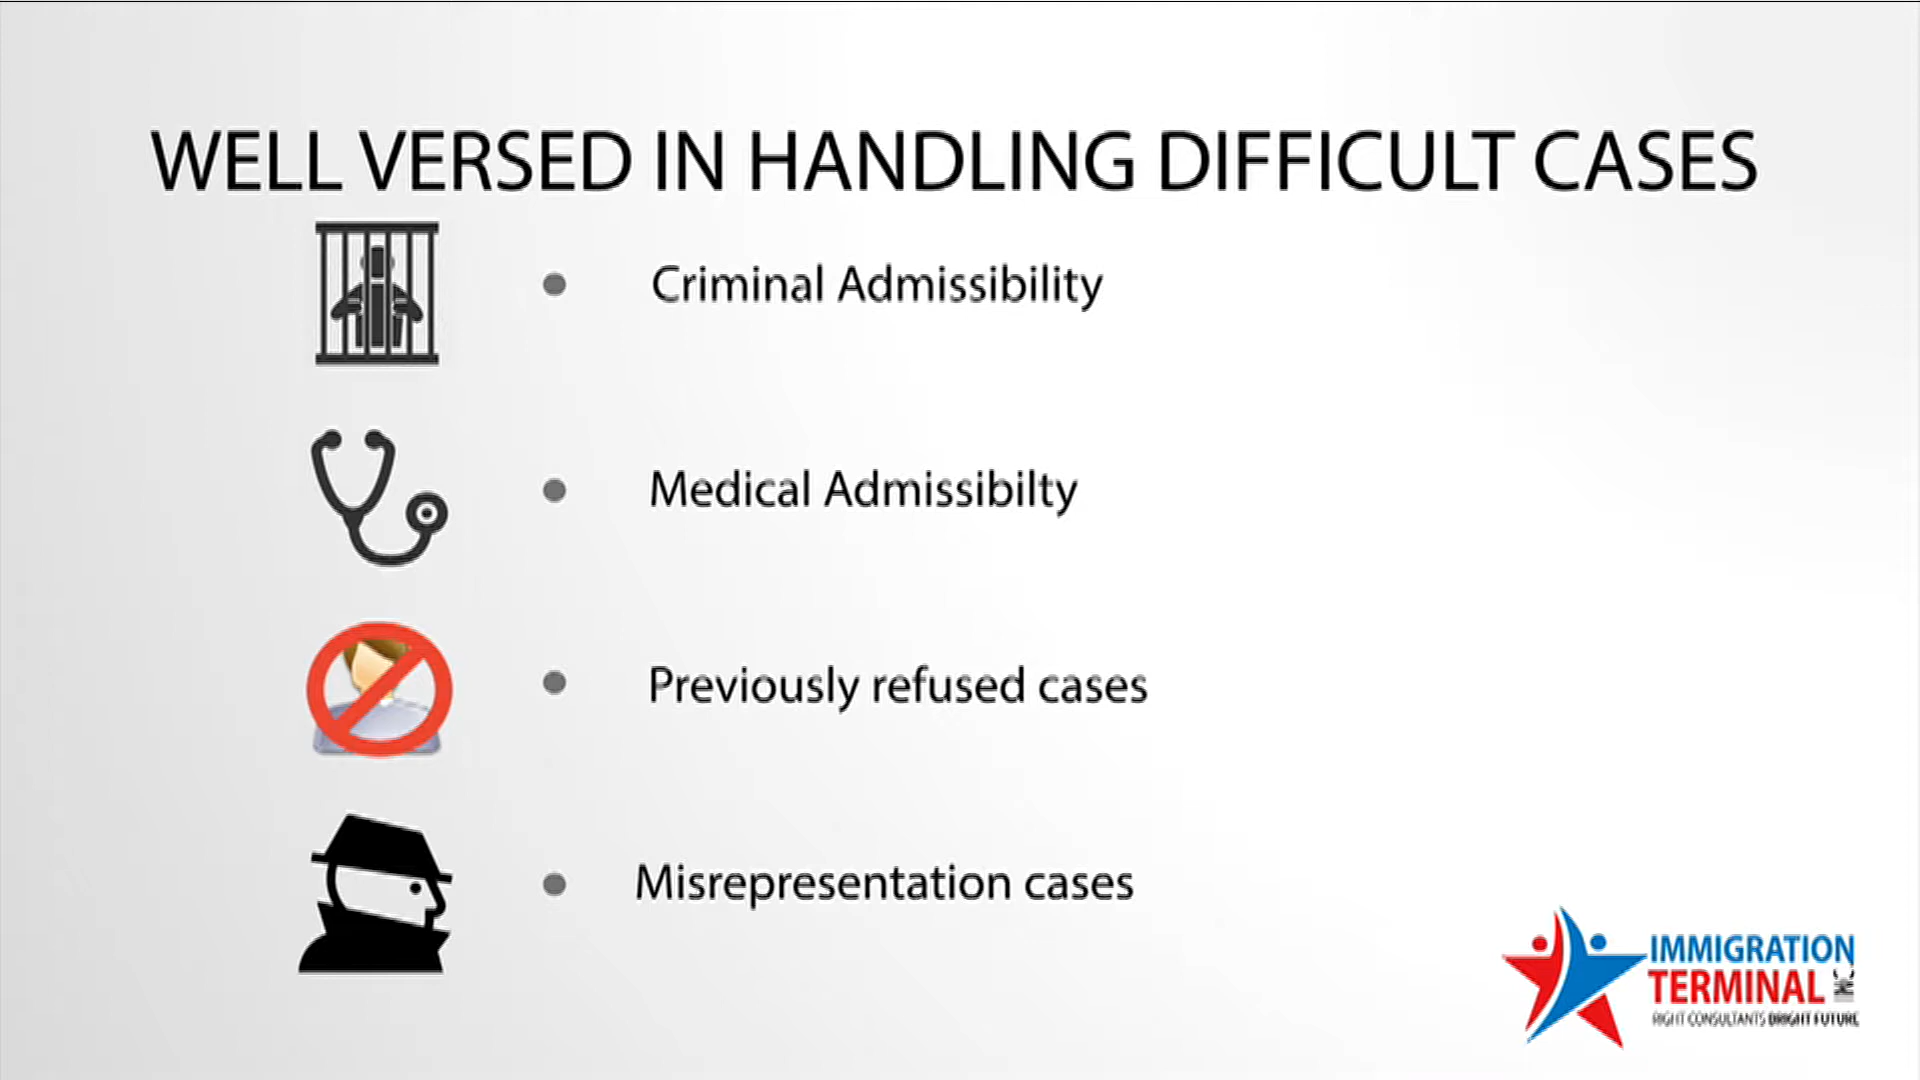 WELL VERSED IN HANDLING DIFFICULT CASES
Criminal Admissibility
Medical Admissibilty
Previously refused cases
Misrepresentation cases
IMMIGRATION
TERMINAL INC
RIGHT CONSULTANTS BRIGHT FUTURE